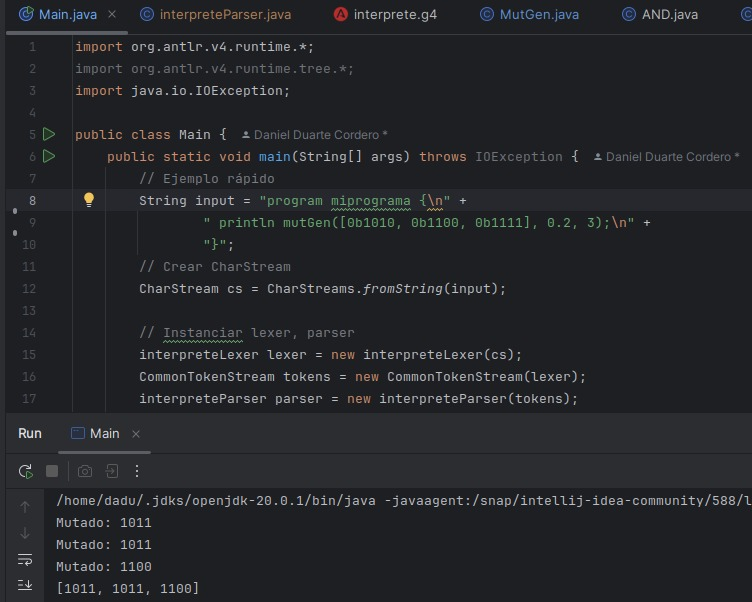 Main.java interpreteParser.java interprete.g4 MutGen.java AND.java
1 import org.antlr.v4.runtime.*;
2 import org.antlr.v4.runtime.tree.*;
3 import java.io.IOException;
4
5 public class Main { Daniel Duarte Cordero *
6 public static void main(String[] args) throws IOException { Daniel Duarte Cordero *
7 // Ejemplo rápido
8 String input = "program miprograma {\n" +
9 " println mutGen([0b1010, 0b1100, 0b1111], 0.2, 3);\n" +
10 "}";
11 // Crear CharStream
12 CharStream cs = CharStreams.fromString(input);
13
14 // Instanciar lexer, parser
15 interpreteLexer lexer = new interpreteLexer(cs);
16 CommonTokenStream tokens = new CommonTokenStream(lexer);
17 interpreteParser parser = new interpreteParser(tokens);
Run Main
/home/dadu/.jdks/openjdk-20.0.1/bin/java -javaagent:/snap/intellij-idea-community/588/l
Mutado: 1011
Mutado: 1011
Mutado: 1100
[1011, 1011, 1100]